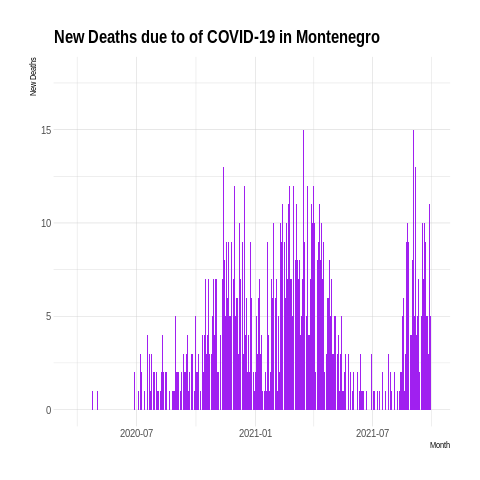 New Deaths due to of COVID-19 in Montenegro
New Deaths
15
10
5
0
2020-07
2021-01
2021-07
Month